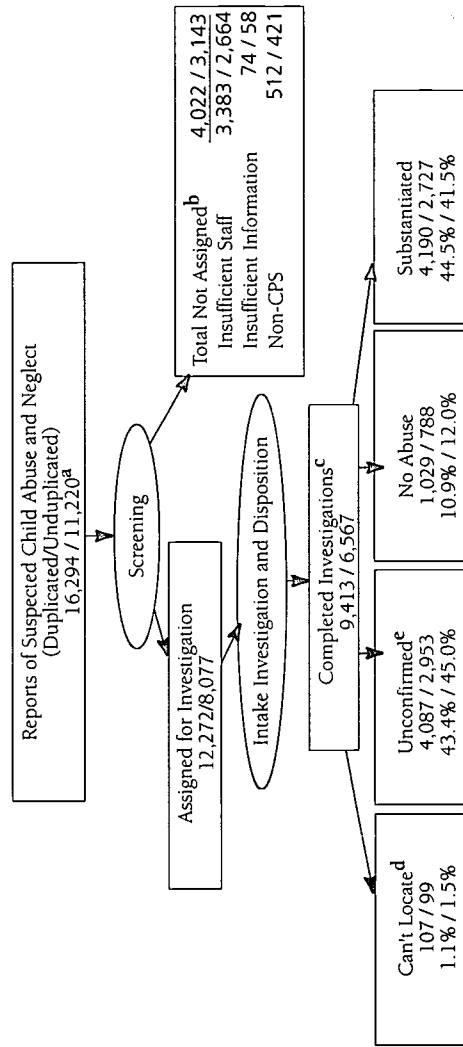 Reports of Suspected Child Abuse and Neglect
(Duplicated/Unduplicated)
16,294 / 11,220a
Screening
Assigned for Investigation
12,272/8,077
Total Not Assignedb 4,022 / 3,143
Insufficient Staff 3,383 / 2,664
Insufficient Information 74 / 58
Non-CPS 512 / 421
Intake Investigation and Disposition
Completed Investigationsc
9,413 / 6,567
Can't Located
107 / 99
1.1% / 1.5%
Unconfirmede
4,087 / 2,953
43.4% / 45.0%
No Abuse
1,029 / 788
10.9% / 12.0%
Substantiated
4,190 / 2,727
44.5% / 41.5%